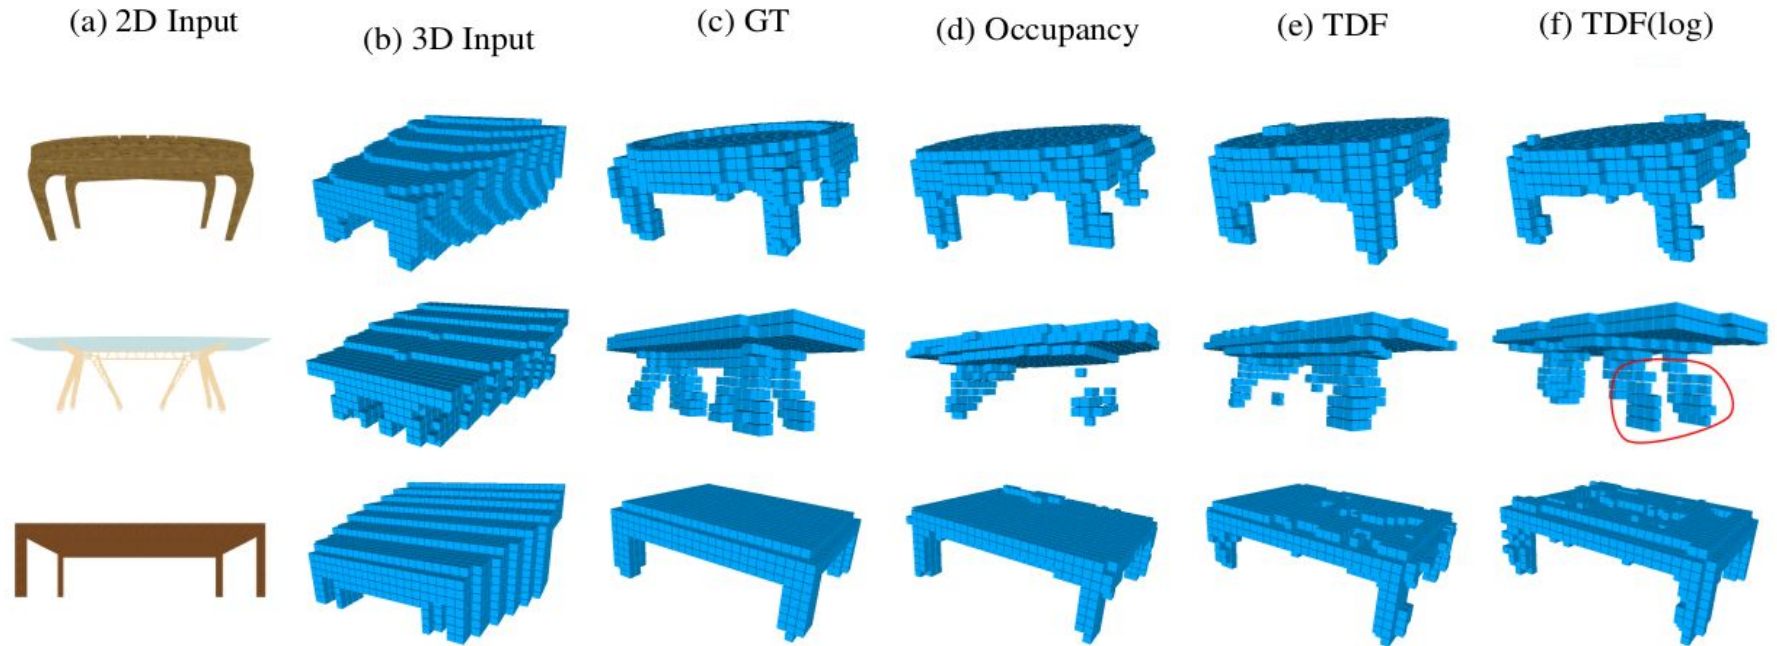 (a) 2D Input
(b) 3D Input
(c) GT
(d) Occupancy
(e) TDF
(f) TDF(log)